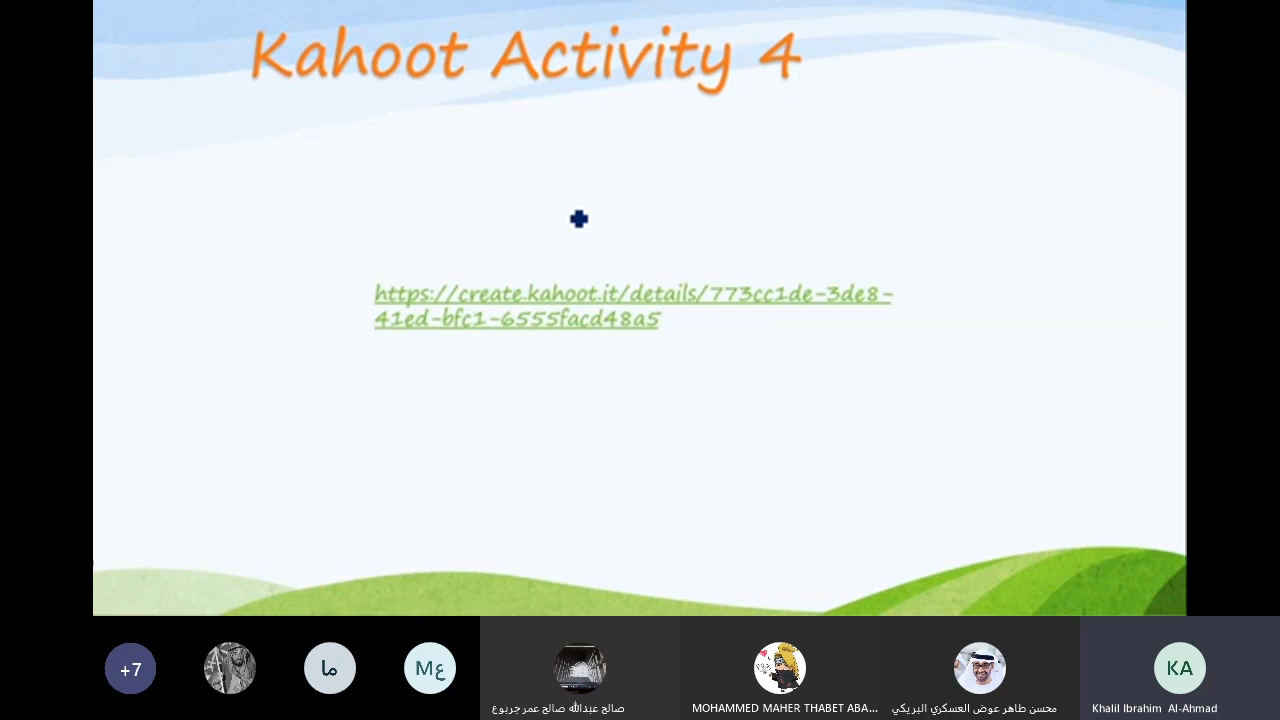 Kahoot Activity 4
https://create.kahoot.it/details/773cc1de-3de8-
41ed-bfc1-6555facd48a5
+7
ما
Mع
KA
صالح عبدالله صالح عمر جربوع
MOHAMMED MAHER THABET ABA...
محسن طاهر عوض العسكري البريكي
Khalil Ibrahim Al-Ahmad